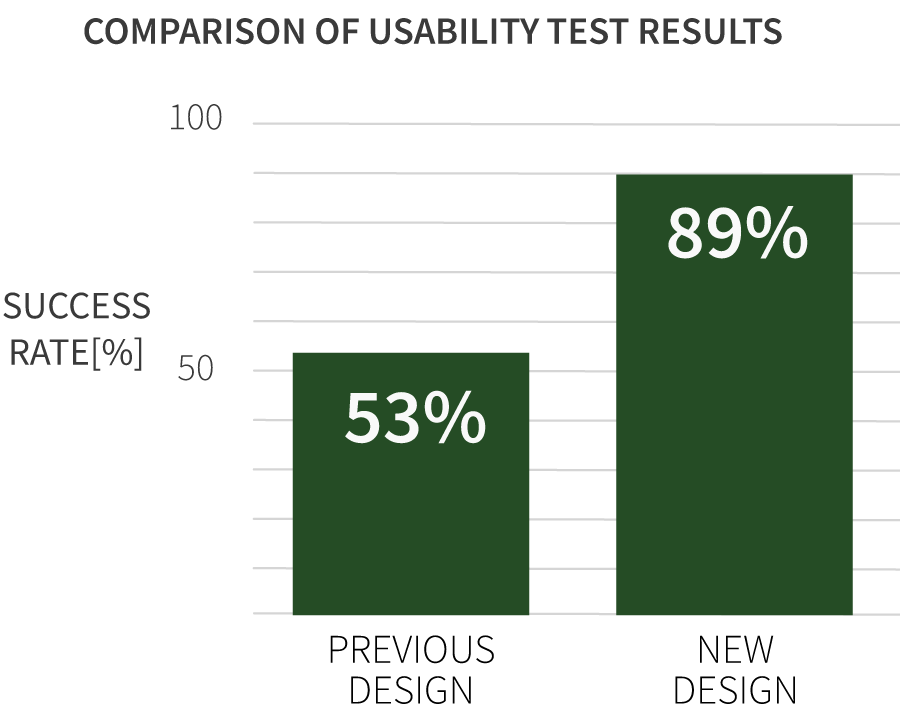 COMPARISON OF USABILITY TEST RESULTS
100
89%
SUCCESS
RATE[%]
50
53%
PREVIOUS
DESIGN
NEW
DESIGN